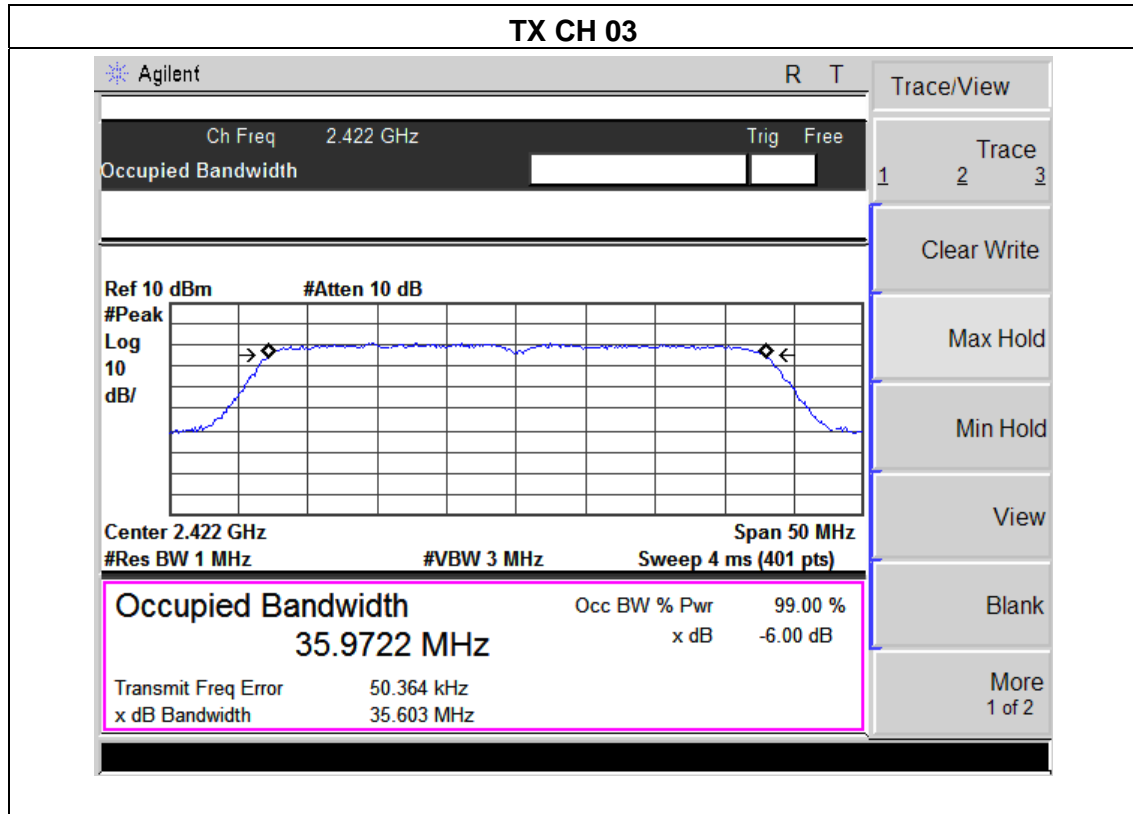 TX CH 03
Agilent R T
Trace/View
Ch Freq 2.422 GHz Trig Free
Occupied Bandwidth
Trace
1 2 3
Clear Write
Ref 10 dBm #Atten 10 dB
#Peak
Log
10
dB/
Max Hold
Min Hold
View
Center 2.422 GHz Span 50 MHz
#Res BW 1 MHz #VBW 3 MHz Sweep 4 ms (401 pts)
Occupied Bandwidth Occ BW % Pwr 99.00 %
35.9722 MHz x dB -6.00 dB
Blank
Transmit Freq Error 50.364 kHz
x dB Bandwidth 35.603 MHz
More
1 of 2